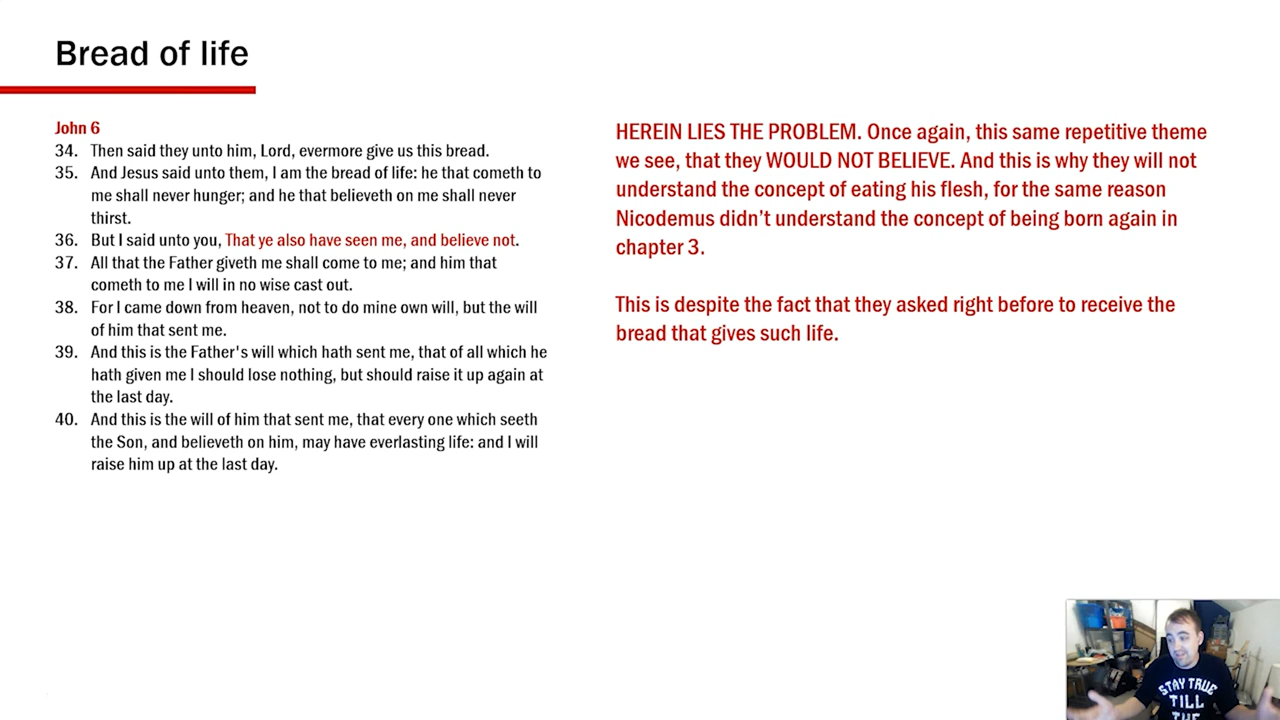 Bread of life
John 6
34. Then said they unto him, Lord, evermore give us this bread.
35. And Jesus said unto them, I am the bread of life: he that cometh to
me shall never hunger; and he that believeth on me shall never
thirst.
36. But I said unto you, That ye also have seen me, and believe not.
37. All that the Father giveth me shall come to me; and him that
cometh to me I will in no wise cast out.
38. For I came down from heaven, not to do mine own will, but the will
of him that sent me.
39. And this is the Father's will which hath sent me, that of all which he
hath given me I should lose nothing, but should raise it up again at
the last day.
40. And this is the will of him that sent me, that every one which seeth
the Son, and believeth on him, may have everlasting life: and I will
raise him up at the last day.
HEREIN LIES THE PROBLEM. Once again, this same repetitive theme
we see, that they WOULD NOT BELIEVE. And this is why they will not
understand the concept of eating his flesh, for the same reason
Nicodemus didn't understand the concept of being born again in
chapter 3.
This is despite the fact that they asked right before to receive the
bread that gives such life.
STAY TRUE
TILL
THE